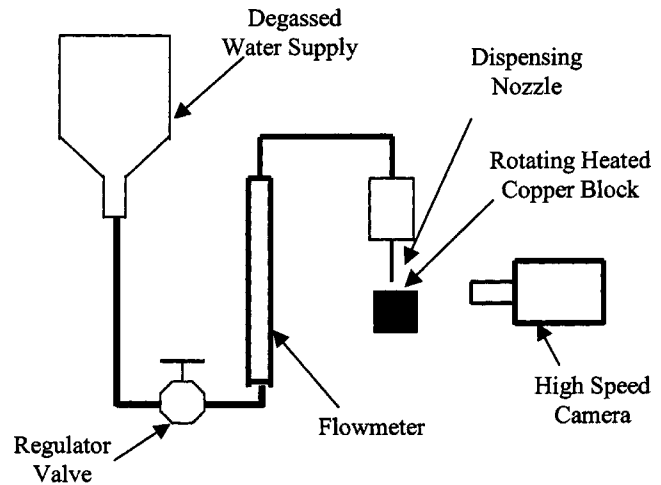 Degassed
Water Supply
Dispensing
Nozzle
Rotating Heated
Copper Block
High Speed
Camera
Flowmeter
Regulator
Valve